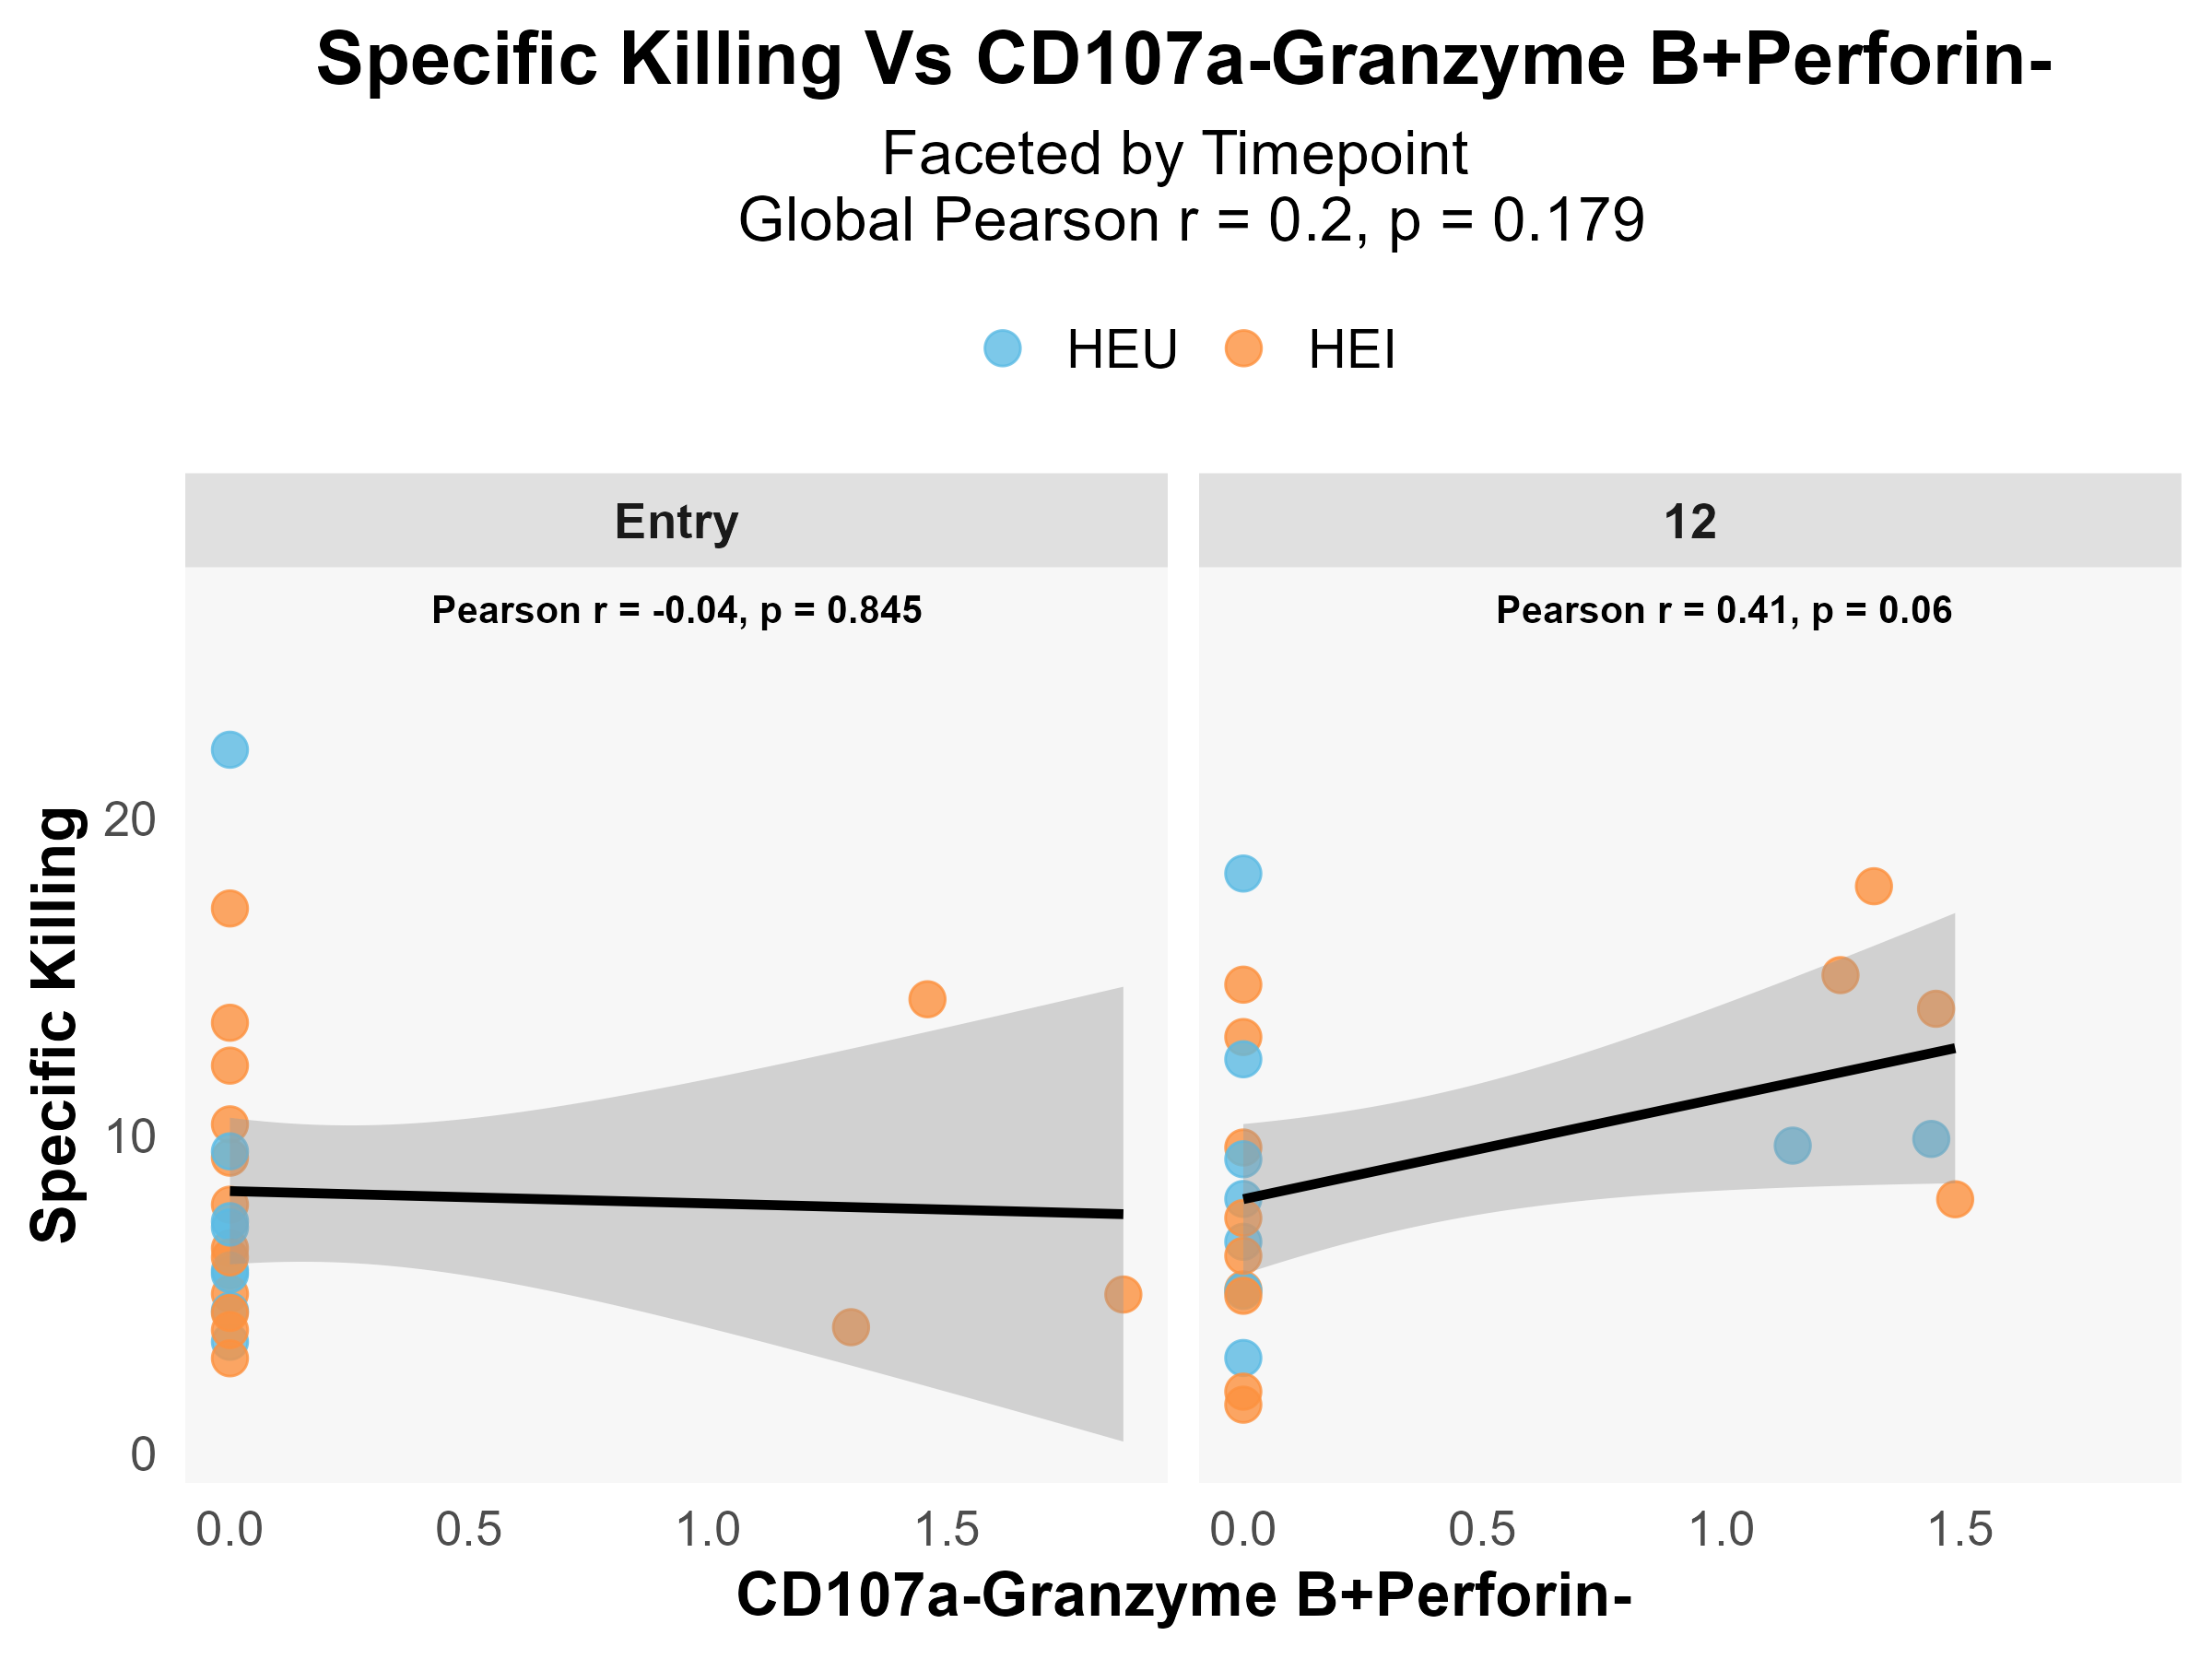 Specific Killing Vs CD107a-Granzyme B+Perforin-
Faceted by Timepoint
Global Pearson r = 0.2, p = 0.179
HEU HEI
Entry
12
Pearson r = -0.04, p = 0.845
Pearson r = 0.41, p = 0.06
Specific Killing
20
10
0
0.0 0.5 1.0 1.5
0.0 0.5 1.0 1.5
CD107a-Granzyme B+Perforin-